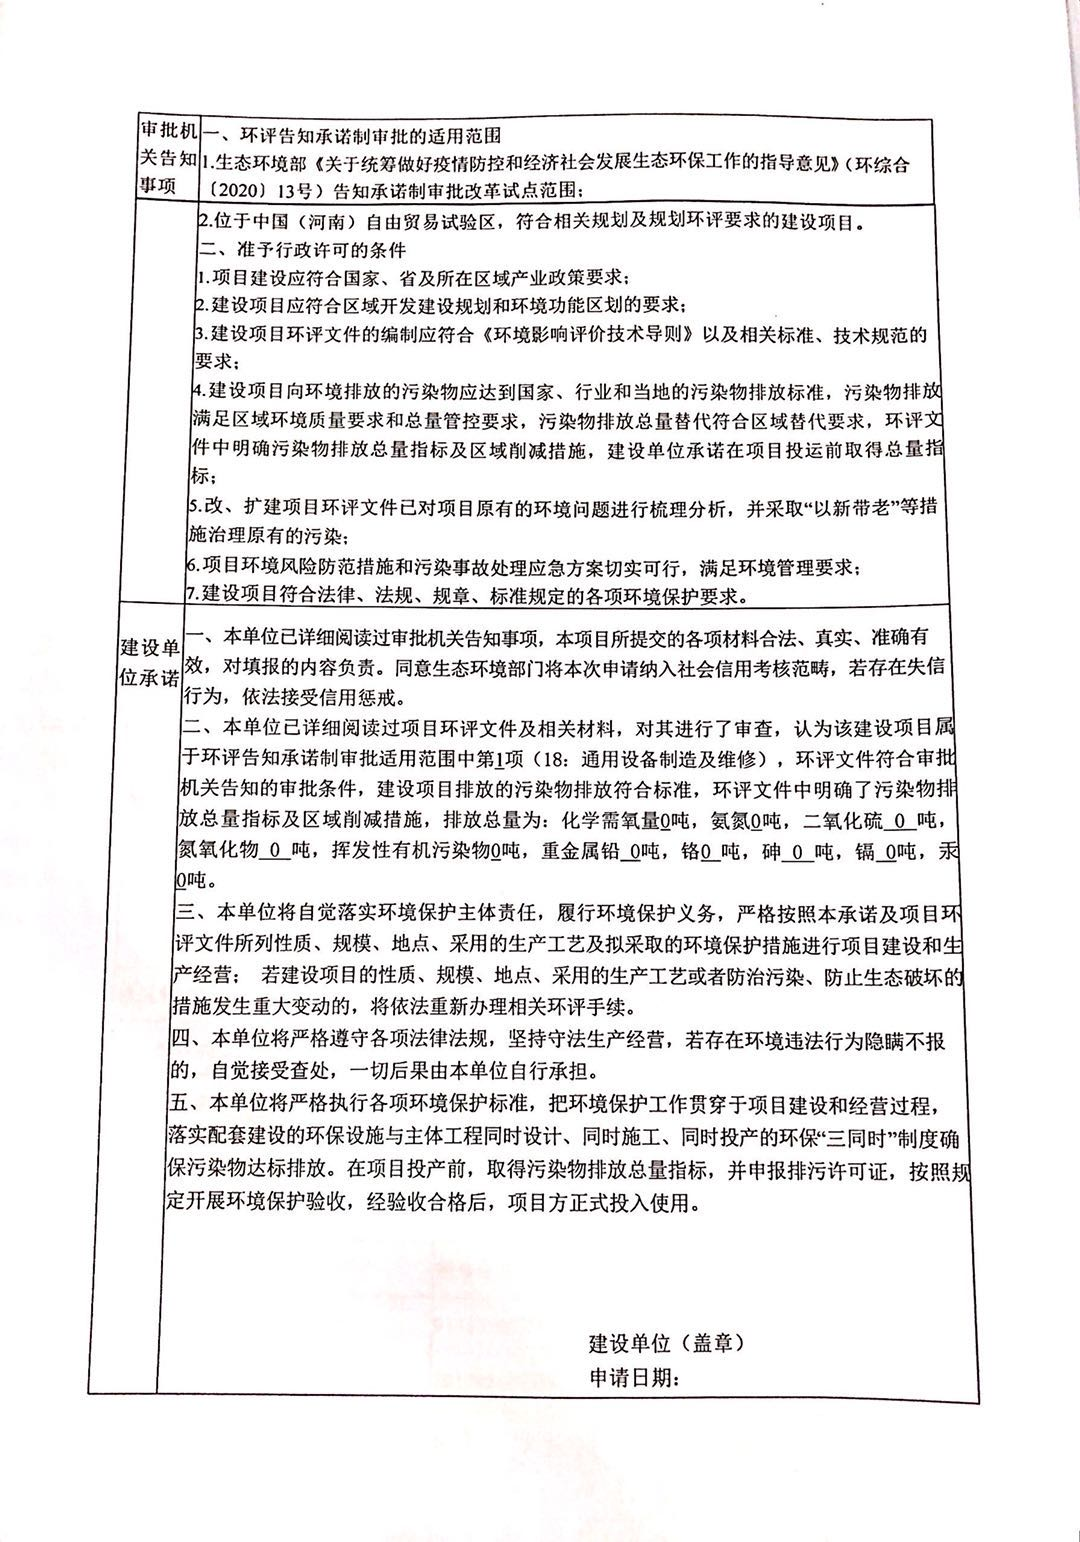 审批机
关告知
事项
一、环评告知承诺制审批的适用范围
1.生态环境部《关于统筹做好疫情防控和经济社会发展生态环保工作的指导意见》（环综合
〔2020〕13号）告知承诺制审批改革试点范围；
2.位于中国（河南）自由贸易试验区，符合相关规划及规划环评要求的建设项目。
二、准予行政许可的条件
1.项目建设应符合国家、省及所在区域产业政策要求；
2.建设项目应符合区域开发建设规划和环境功能区划的要求；
3.建设项目环评文件的编制应符合《环境影响评价技术导则》以及相关标准、技术规范的
要求；
4.建设项目向环境排放的污染物应达到国家、行业和当地的污染物排放标准，污染物排放
满足区域环境质量要求和总量管控要求，污染物排放总量替代符合区域替代要求，环评文
件中明确污染物排放总量指标及区域削减措施，建设单位承诺在项目投运前取得总量指
标；
5.改、扩建项目环评文件已对项目原有的环境问题进行梳理分析，并采取“以新带老”等措
施治理原有的污染；
6.项目环境风险防范措施和污染事故处理应急方案切实可行，满足环境管理要求；
7.建设项目符合法律、法规、规章、标准规定的各项环境保护要求。
建设单
位承诺
一、本单位已详细阅读过审批机关告知事项，本项目所提交的各项材料合法、真实、准确有
效，对填报的内容负责。同意生态环境部门将本次申请纳入社会信用考核范畴，若存在失信
行为，依法接受信用惩戒。
二、本单位已详细阅读过项目环评文件及相关材料，对其进行了审查，认为该建设项目属
于环评告知承诺制审批适用范围中第1项（18：通用设备制造及维修），环评文件符合审批
机关告知的审批条件，建设项目排放的污染物排放符合标准，环评文件中明确了污染物排
放总量指标及区域削减措施，排放总量为：化学需氧量0吨，氨氮0吨，二氧化硫 0 吨，
氮氧化物 0 吨，挥发性有机污染物0吨，重金属铅 0吨，铬0 吨，砷 0 吨，镉 0吨，汞
0吨。
三、本单位将自觉落实环境保护主体责任，履行环境保护义务，严格按照本承诺及项目环
评文件所列性质、规模、地点、采用的生产工艺及拟采取的环境保护措施进行项目建设和生
产经营； 若建设项目的性质、规模、地点、采用的生产工艺或者防治污染、防止生态破坏的
措施发生重大变动的，将依法重新办理相关环评手续。
四、本单位将严格遵守各项法律法规，坚持守法生产经营，若存在环境违法行为隐瞒不报
的，自觉接受查处，一切后果由本单位自行承担。
五、本单位将严格执行各项环境保护标准，把环境保护工作贯穿于项目建设和经营过程，
落实配套建设的环保设施与主体工程同时设计、同时施工、同时投产的环保“三同时”制度确
保污染物达标排放。在项目投产前，取得污染物排放总量指标，并申报排污许可证，按照规
定开展环境保护验收，经验收合格后，项目方正式投入使用。
建设单位（盖章）
申请日期：